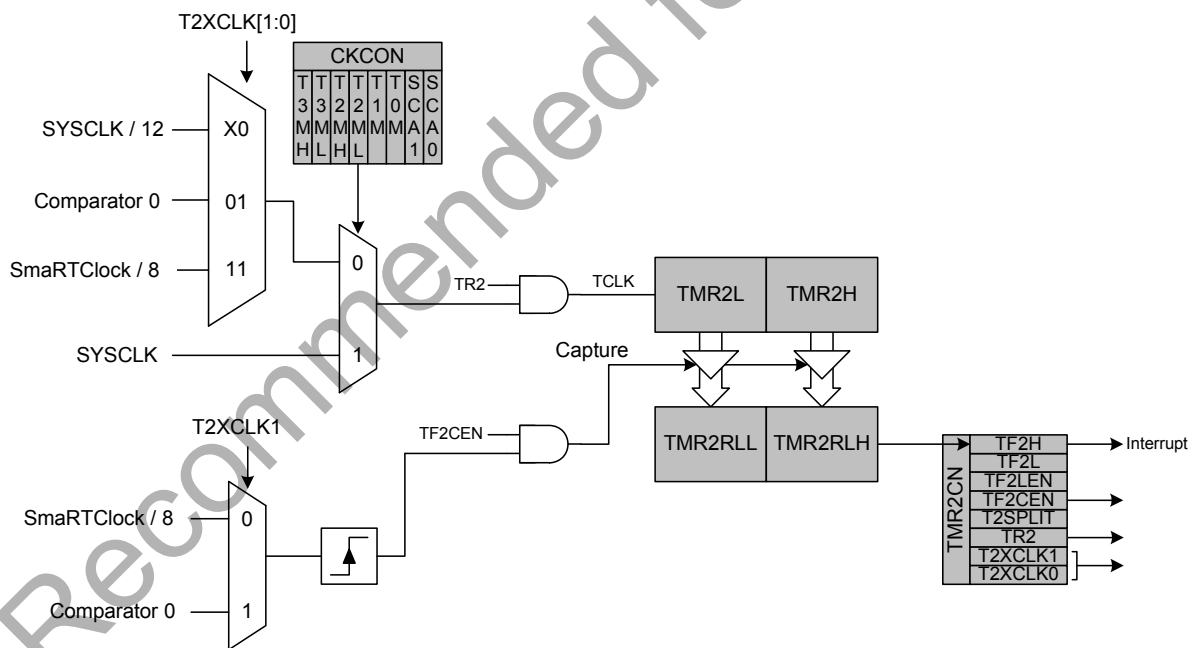 T2XCLK[1:0]
CKCON
T3MH T3ML T2MH T2ML T1M T0M SCA1 SCA0
SYSCLK / 12
X0
Comparator 0
01
SmaRTClock / 8
11
0
SYSCLK
1
TR2
TCLK
TMR2L
TMR2H
Capture
T2XCLK1
TF2CEN
TMR2RLL
TMR2RLH
SmaRTClock / 8
0
Comparator 0
1
TMR2CN
TF2H
TF2L
TF2LEN
TF2CEN
T2SPLIT
TR2
T2XCLK1
T2XCLK0
Interrupt
Recommended